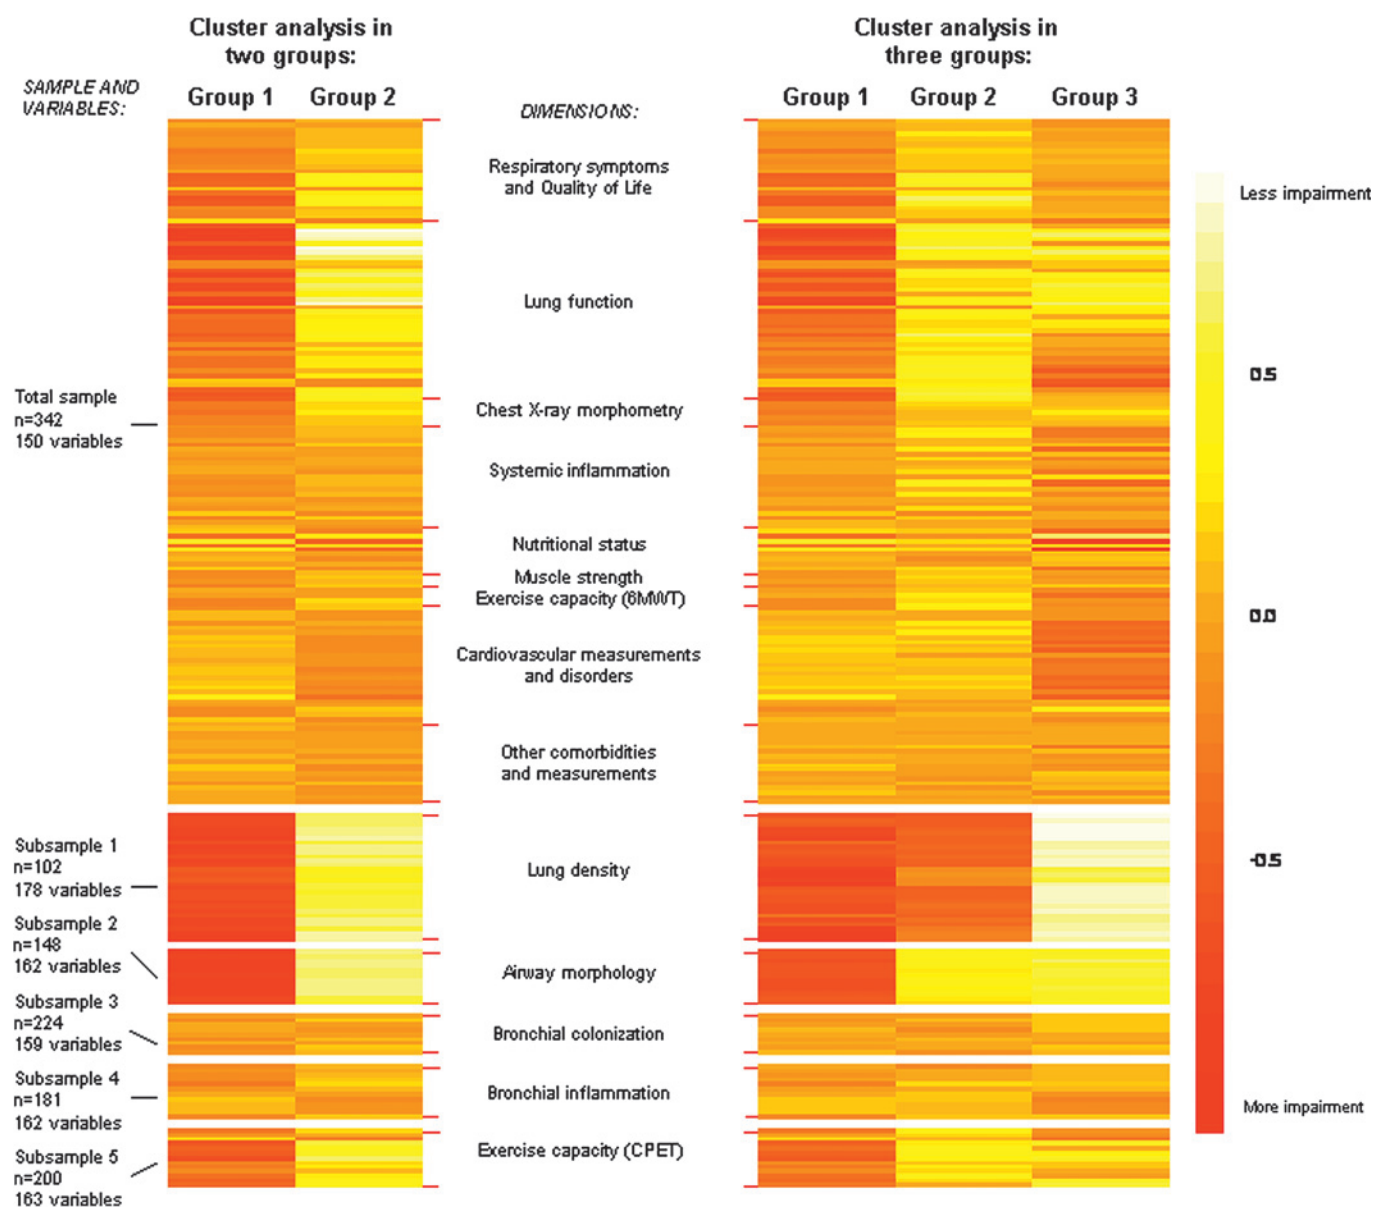 Cluster analysis in
two groups:
Cluster analysis in
three groups:
SAMPLE AND
VARIABLES:
Group 1
Group 2
DIMENSIONS:
Group 1
Group 2
Group 3
Respiratory symptoms
and Quality of Life
Lung function
Chest X-ray morphometry
Systemic inflammation
Nutritional status
Muscle strength
Exercise capacity (6MWT)
Cardiovascular measurements
and disorders
Other comorbidities
and measurements
Lung density
Airway morphology
Bronchial colonization
Bronchial inflammation
Exercise capacity (CPET)
Total sample
n=342
150 variables
Subsample 1
n=102
178 variables
Subsample 2
n=148
162 variables
Subsample 3
n=224
159 variables
Subsample 4
n=181
162 variables
Subsample 5
n=200
163 variables
Less impairment
0.5
0.0
-0.5
More impairment